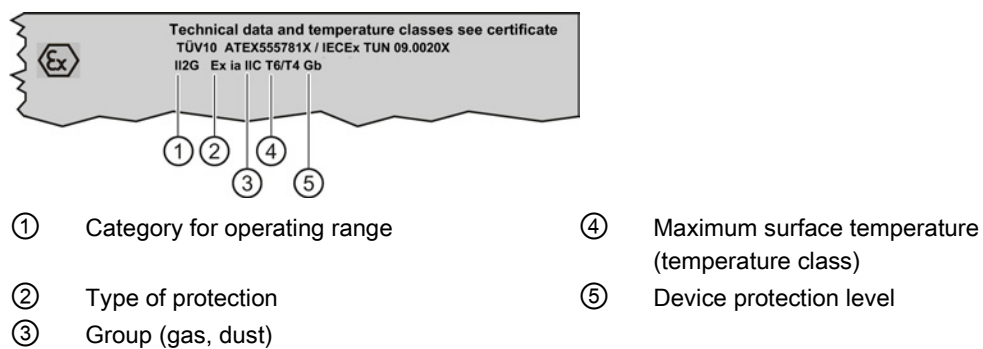 Technical data and temperature classes see certificate
TÜV10 ATEX555781X / IECEx TUN 09.0020X
II2G Ex ia IIC T6/T4 Gb
Ex
1 2 4
3 5
① Category for operating range
② Type of protection
③ Group (gas, dust)
④ Maximum surface temperature
(temperature class)
⑤ Device protection level